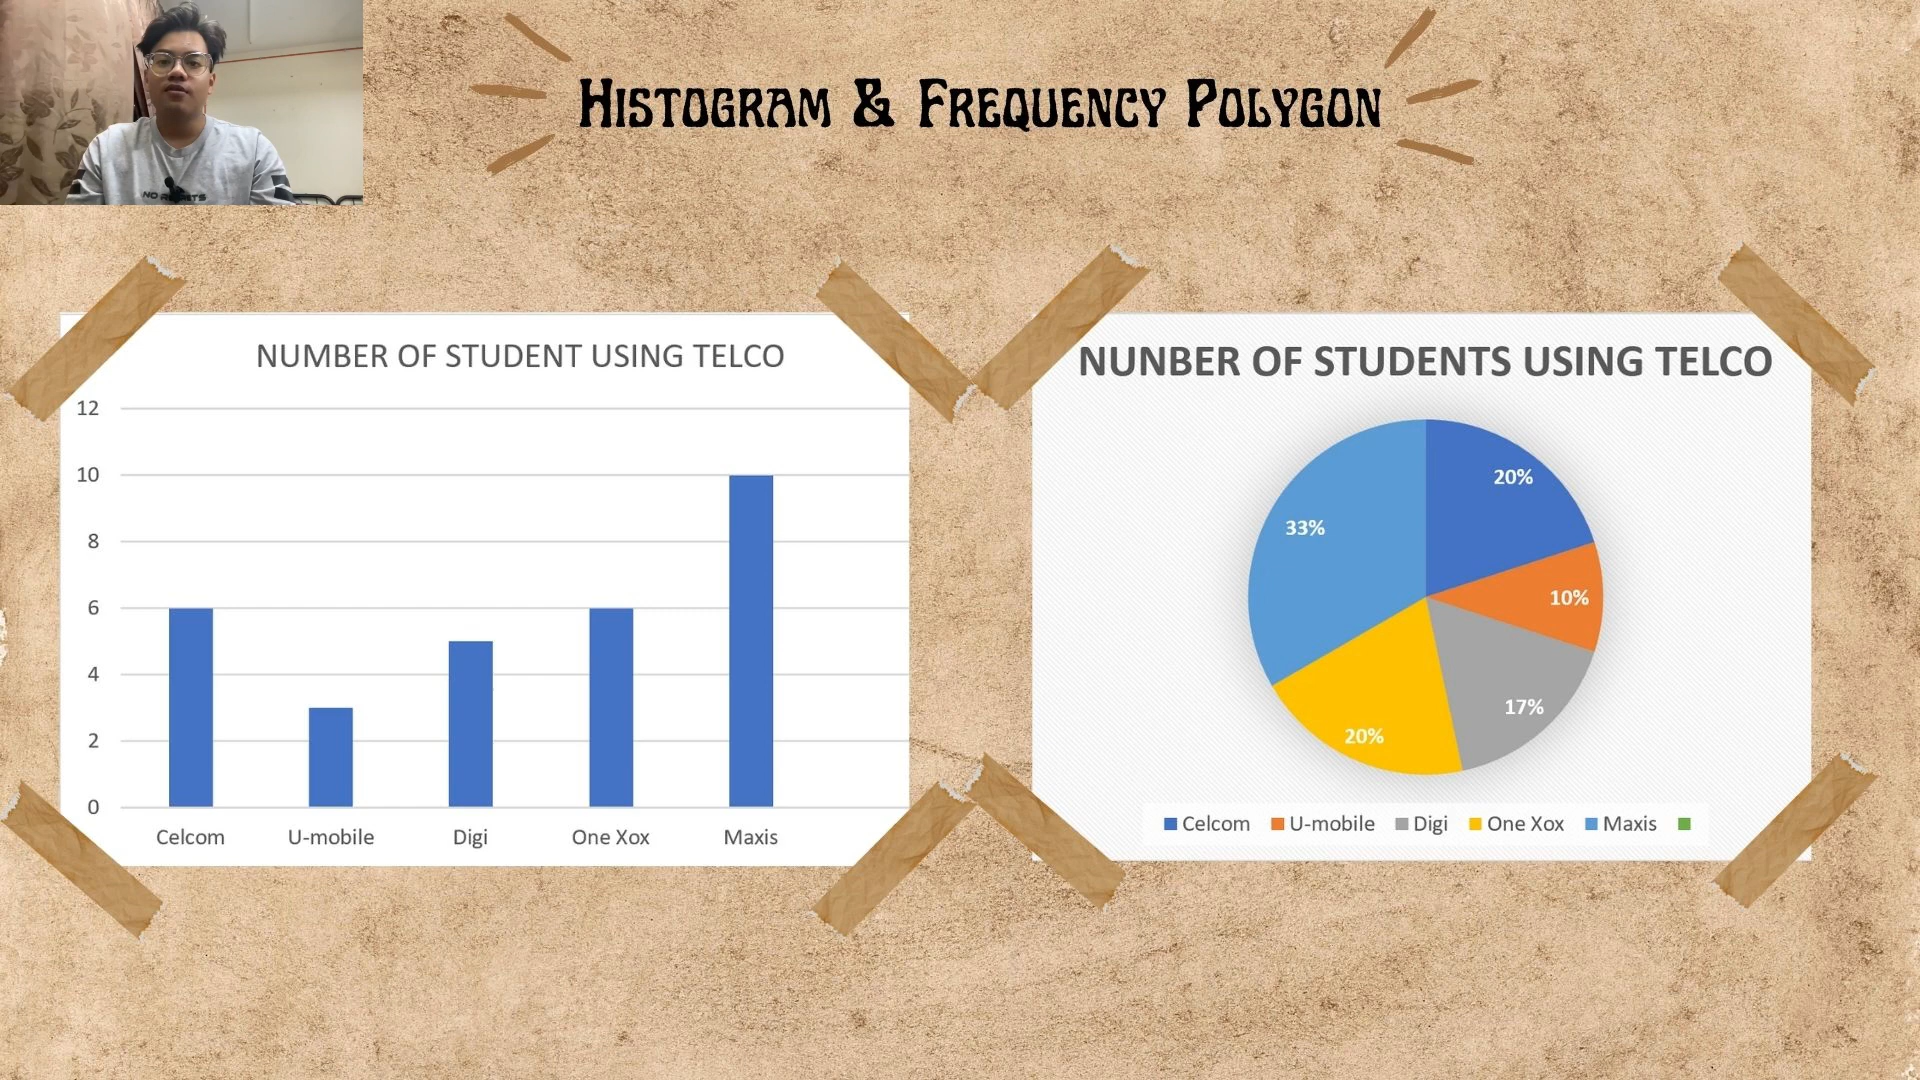 HISTOGRAM & FREQUENCY POLYGON
NUMBER OF STUDENT USING TELCO
12
10
8
6
4
2
0
Celcom U-mobile Digi One Xox Maxis
NUNBER OF STUDENTS USING TELCO
20%
33%
10%
17%
20%
Celcom U-mobile Digi One Xox Maxis